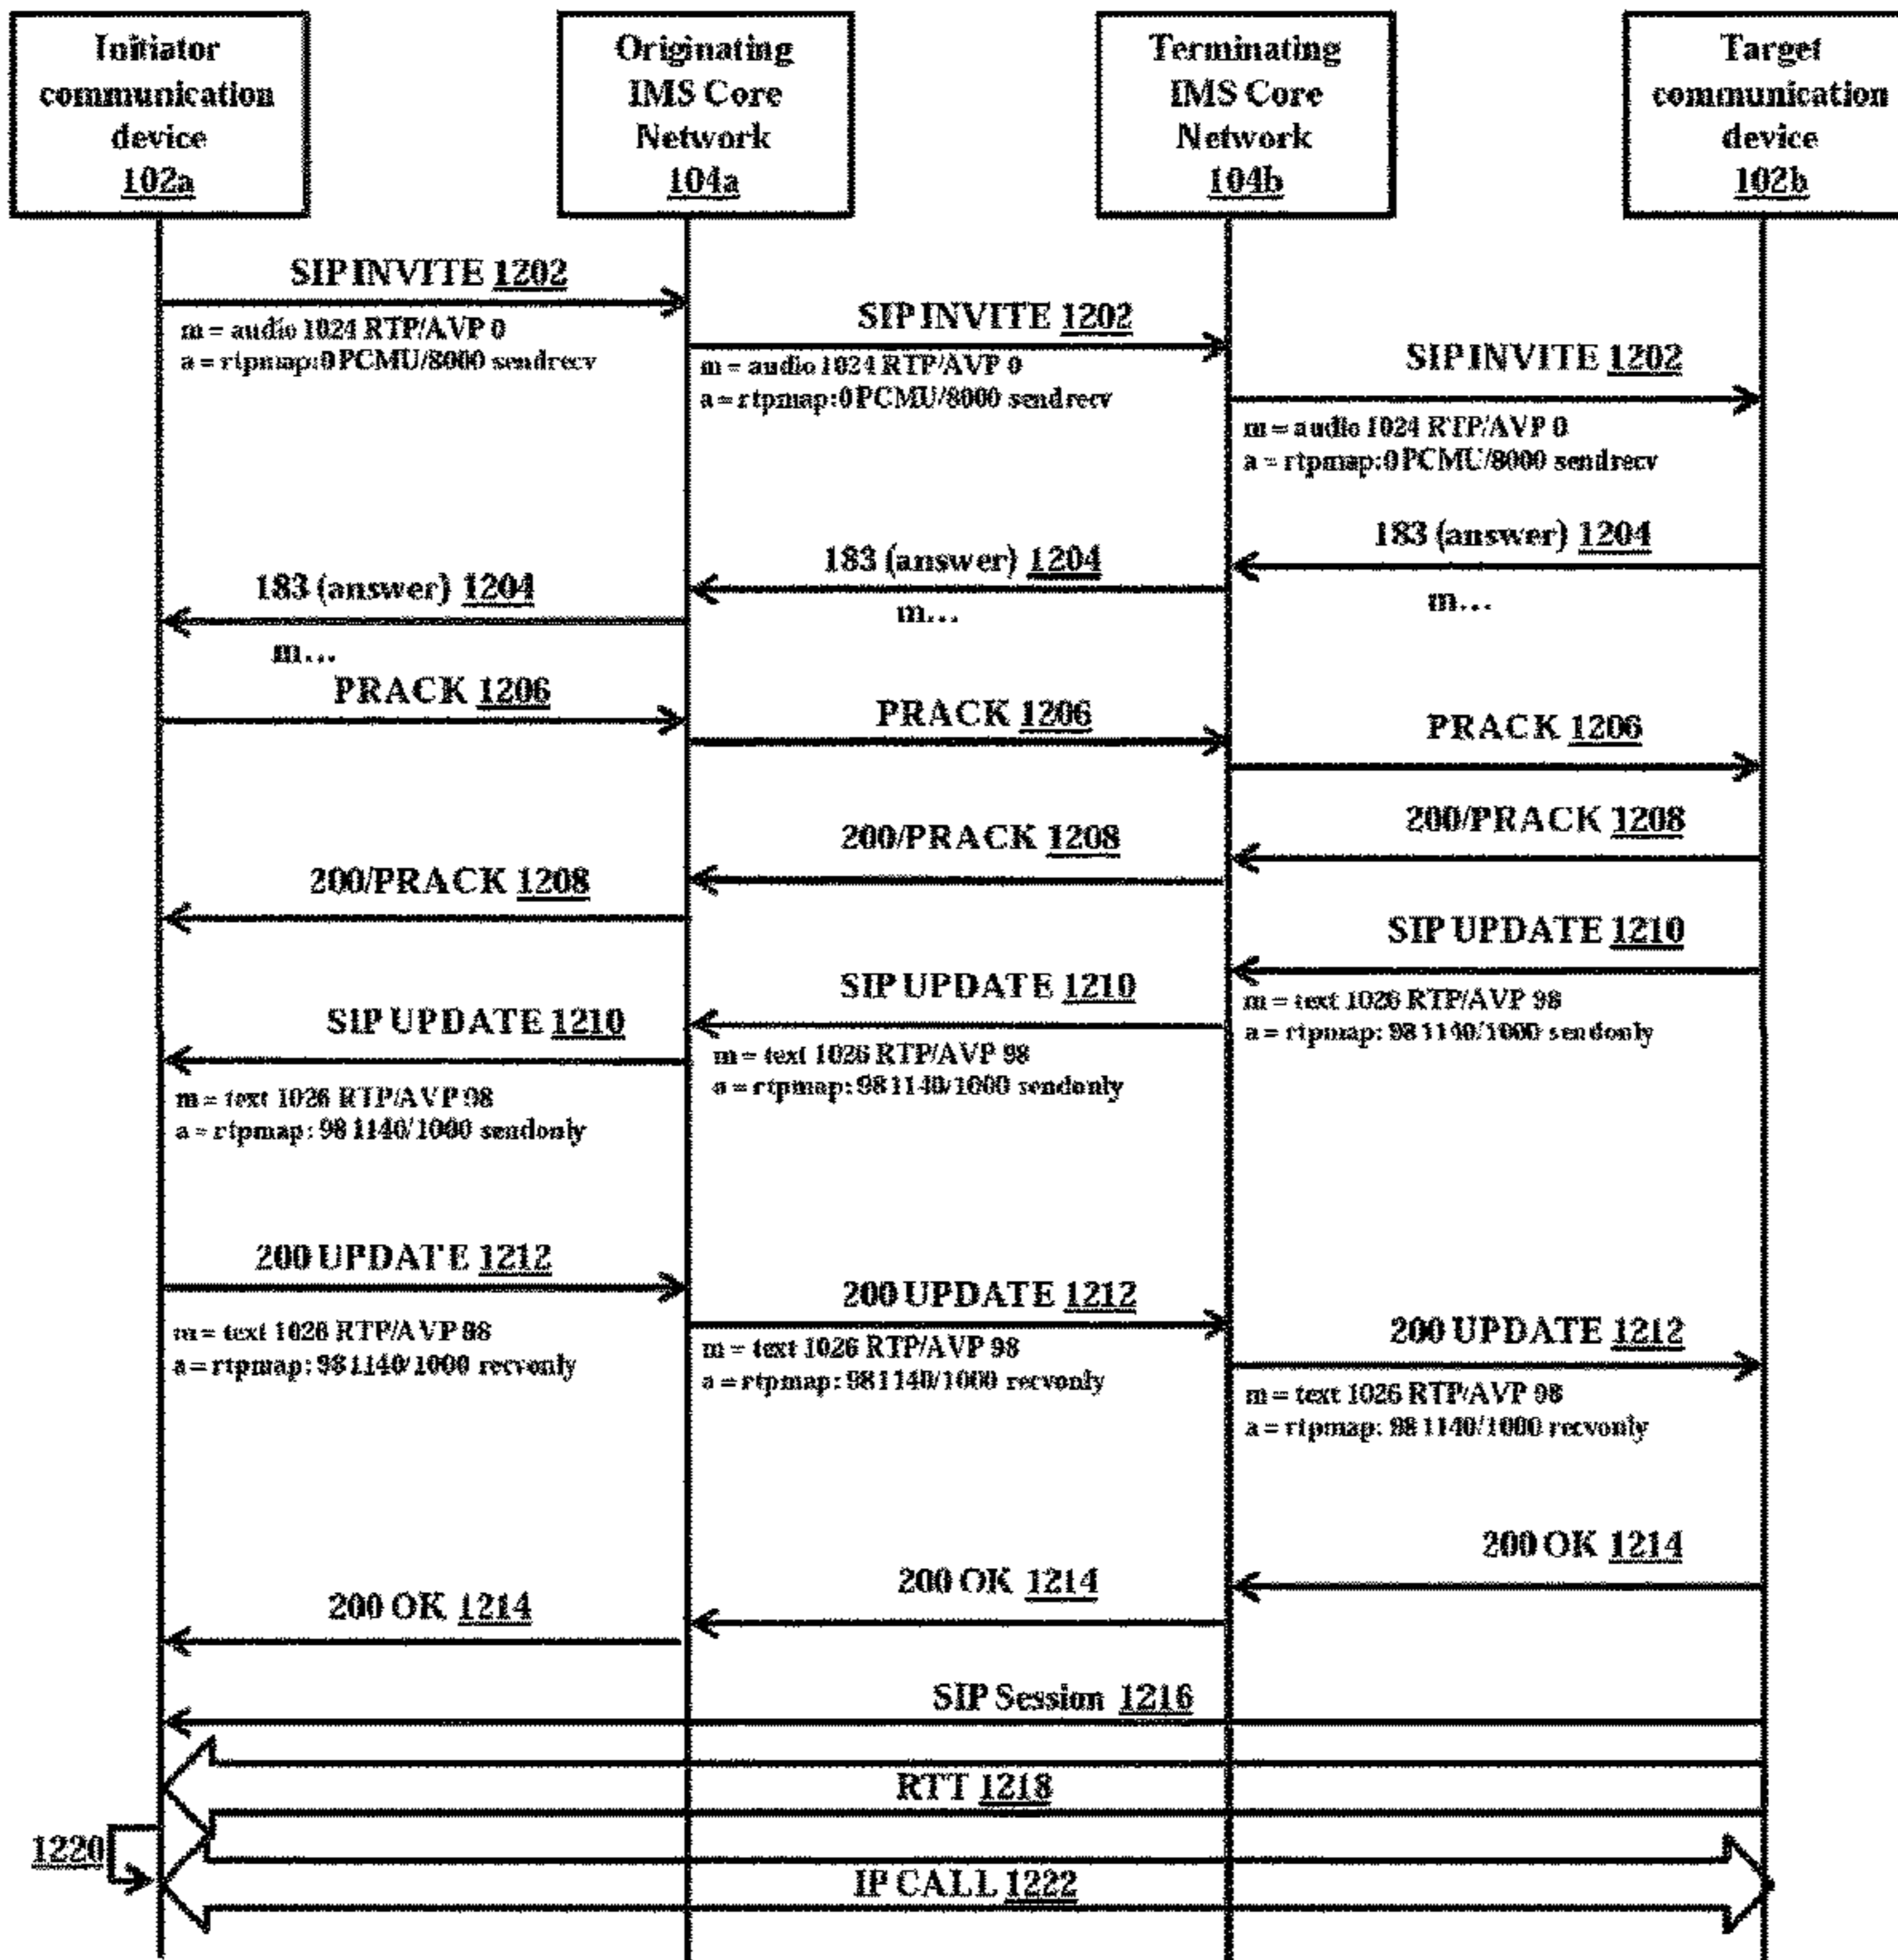 Initiator
communication
device
102a
Originating
IMS Core
Network
104a
Terminating
IMS Core
Network
104b
Target
communication
device
102b
SIP INVITE 1202
m = audio 1024 RTP/AVP 0
a = rtpmap:0 PCMU/8000 sendrecv
SIP INVITE 1202
m = audio 1024 RTP/AVP 0
a = rtpmap:0 PCMU/8000 sendrecv
SIP INVITE 1202
m = audio 1024 RTP/AVP 0
a = rtpmap:0 PCMU/8000 sendrecv
183 (answer) 1204
m...
183 (answer) 1204
m...
183 (answer) 1204
m...
PRACK 1206
PRACK 1206
PRACK 1206
200/PRACK 1208
200/PRACK 1208
200/PRACK 1208
SIP UPDATE 1210
m = text 1026 RTP/AVP 98
a = rtpmap: 98 1140/1000 sendonly
SIP UPDATE 1210
m = text 1026 RTP/AVP 98
a = rtpmap: 98 1140/1000 sendonly
SIP UPDATE 1210
m = text 1026 RTP/AVP 98
a = rtpmap: 98 1140/1000 sendonly
200 UPDATE 1212
m = text 1026 RTP/AVP 98
a = rtpmap: 98 1140/1000 recvonly
200 UPDATE 1212
m = text 1026 RTP/AVP 98
a = rtpmap: 98 1140/1000 recvonly
200 UPDATE 1212
m = text 1026 RTP/AVP 98
a = rtpmap: 98 1140/1000 recvonly
200 OK 1214
200 OK 1214
200 OK 1214
SIP Session 1216
RTT 1218
1220
IP CALL 1222